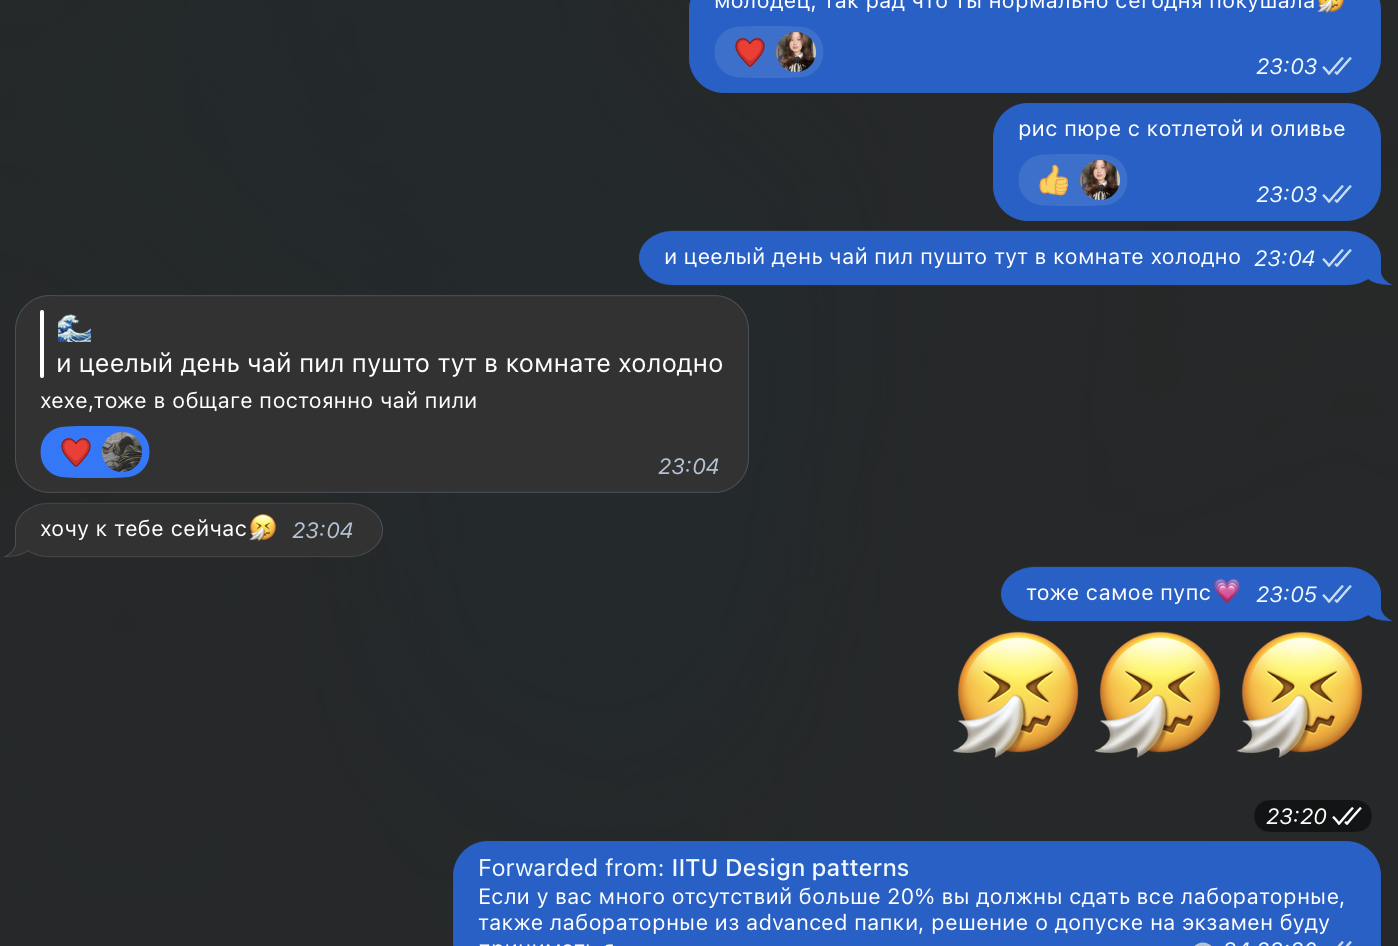 молодец, так рад что ты нормально сегодня покушала🤧
❤️
23:03
рис пюре с котлетой и оливье
👍
23:03
и цеелый день чай пил пушто тут в комнате холодно 23:04
🌊
и цеелый день чай пил пушто тут в комнате холодно
хехе,тоже в общаге постоянно чай пили
❤️
23:04
хочу к тебе сейчас🤧 23:04
тоже самое пупс💗 23:05
🤧🤧🤧
23:20
Forwarded from: IITU Design patterns
Если у вас много отсутствий больше 20% вы должны сдать все лабораторные,
также лабораторные из advanced папки, решение о допуске на экзамен буду